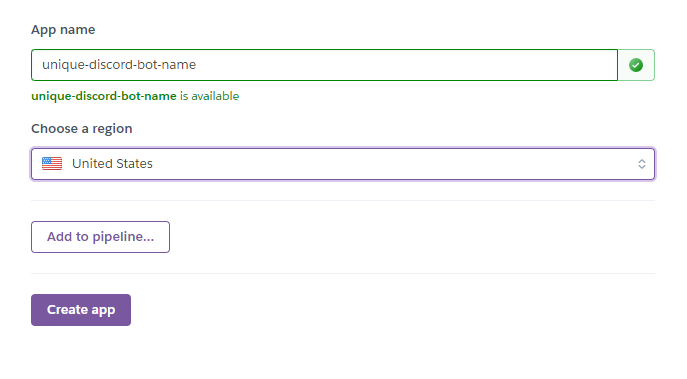 App name
unique-discord-bot-name
unique-discord-bot-name is available
Choose a region
United States
Add to pipeline...
Create app